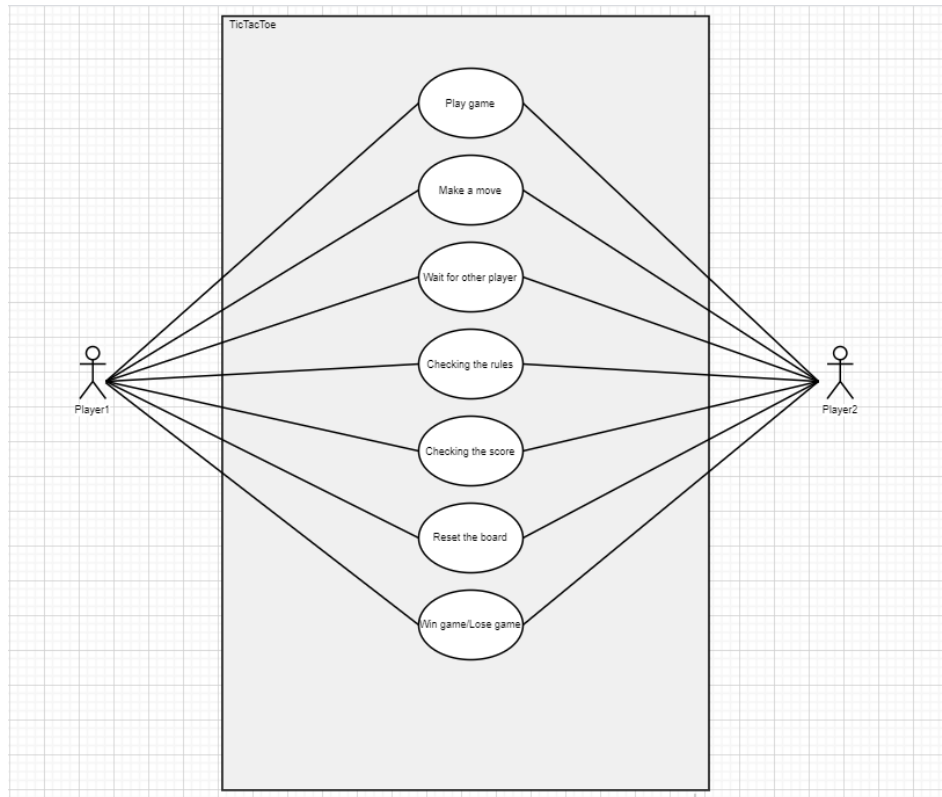 TicTacToe
Play game
Make a move
Wait for other player
Checking the rules
Player1
Player2
Checking the score
Reset the board
Win game/Lose game